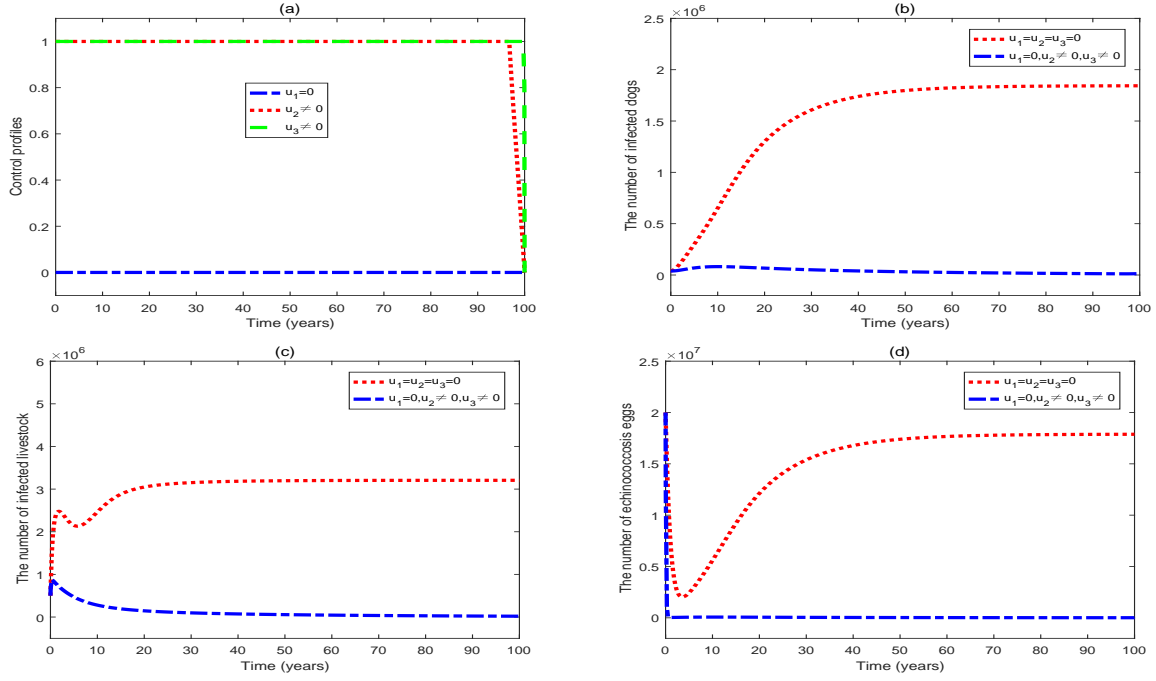 (a)
Control profiles
1
0.8
0.6
0.4
0.2
0
u₁=0
u₂≠ 0
u₃≠ 0
0 10 20 30 40 50 60 70 80 90 100
Time (years)
(b)
×10⁶
The number of infected dogs
2.5
2
1.5
1
0.5
0
u₁=u₂=u₃=0
u₁=0,u₂≠ 0,u₃≠ 0
0 10 20 30 40 50 60 70 80 90 100
Time (years)
(c)
×10⁶
The number of infected livestock
6
5
4
3
2
1
0
u₁=u₂=u₃=0
u₁=0,u₂≠ 0,u₃≠ 0
0 10 20 30 40 50 60 70 80 90 100
Time (years)
(d)
×10⁷
The number of echinococcosis eggs
2.5
2
1.5
1
0.5
0
u₁=u₂=u₃=0
u₁=0,u₂≠ 0,u₃≠ 0
0 10 20 30 40 50 60 70 80 90 100
Time (years)